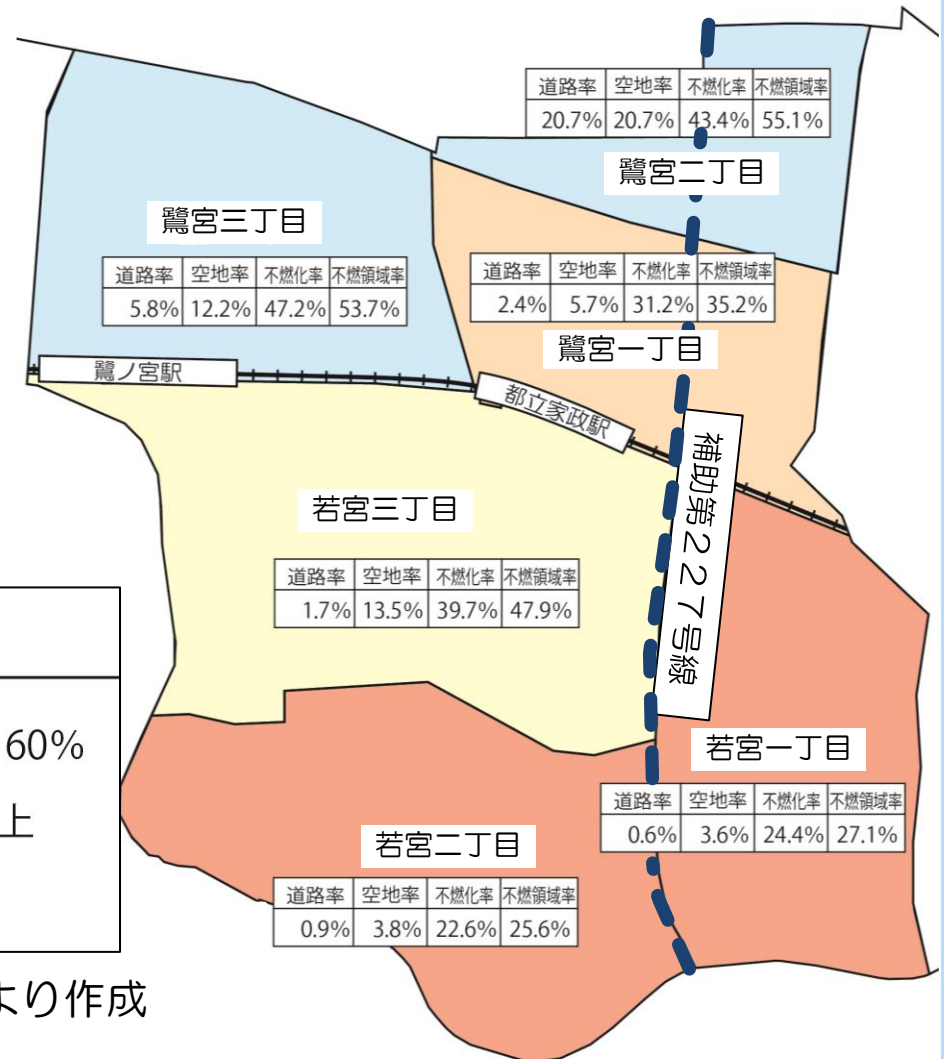 道路率 空地率 不燃化率 不燃領域率
20.7% 20.7% 43.4% 55.1%
鷺宮二丁目
鷺宮三丁目
道路率 空地率 不燃化率 不燃領域率
5.8% 12.2% 47.2% 53.7%
道路率 空地率 不燃化率 不燃領域率
2.4% 5.7% 31.2% 35.2%
鷺宮一丁目
鷺ノ宮駅
都立家政駅
補助第227号線
若宮三丁目
道路率 空地率 不燃化率 不燃領域率
1.7% 13.5% 39.7% 47.9%
60%
上
若宮一丁目
道路率 空地率 不燃化率 不燃領域率
0.6% 3.6% 24.4% 27.1%
若宮二丁目
道路率 空地率 不燃化率 不燃領域率
0.9% 3.8% 22.6% 25.6%
より作成